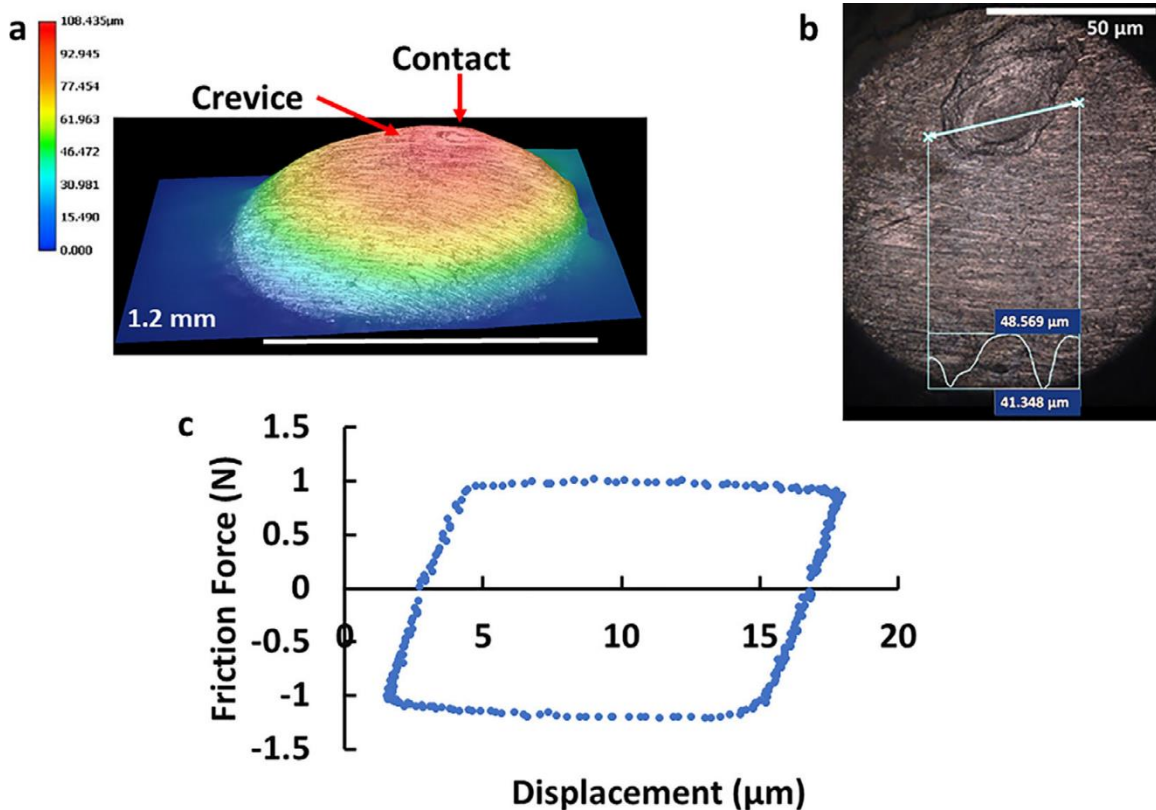 a
108.435µm
92.945
77.454
61.963
46.472
30.981
15.490
0.000
Contact
Crevice
1.2 mm
b
50 µm
48.569 µm
41.348 µm
c
Friction Force (N)
1.5
1
0.5
0
-0.5
-1
-1.5
0
5
10
15
20
Displacement (µm)